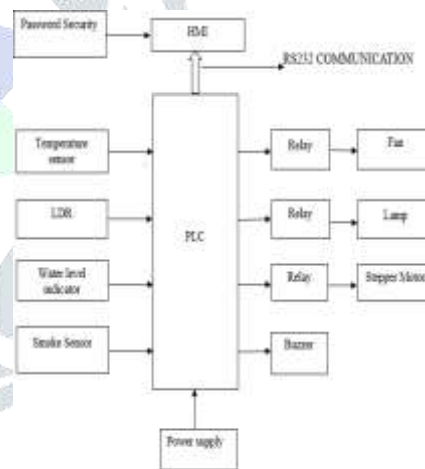 Password Security
HMI
RS232 COMMUNICATION
Temperature
sensor
Relay
Fan
LDR
Relay
Lamp
PLC
Water level
indicator
Relay
Stepper Motor
Smoke Sensor
Buzzer
Power supply